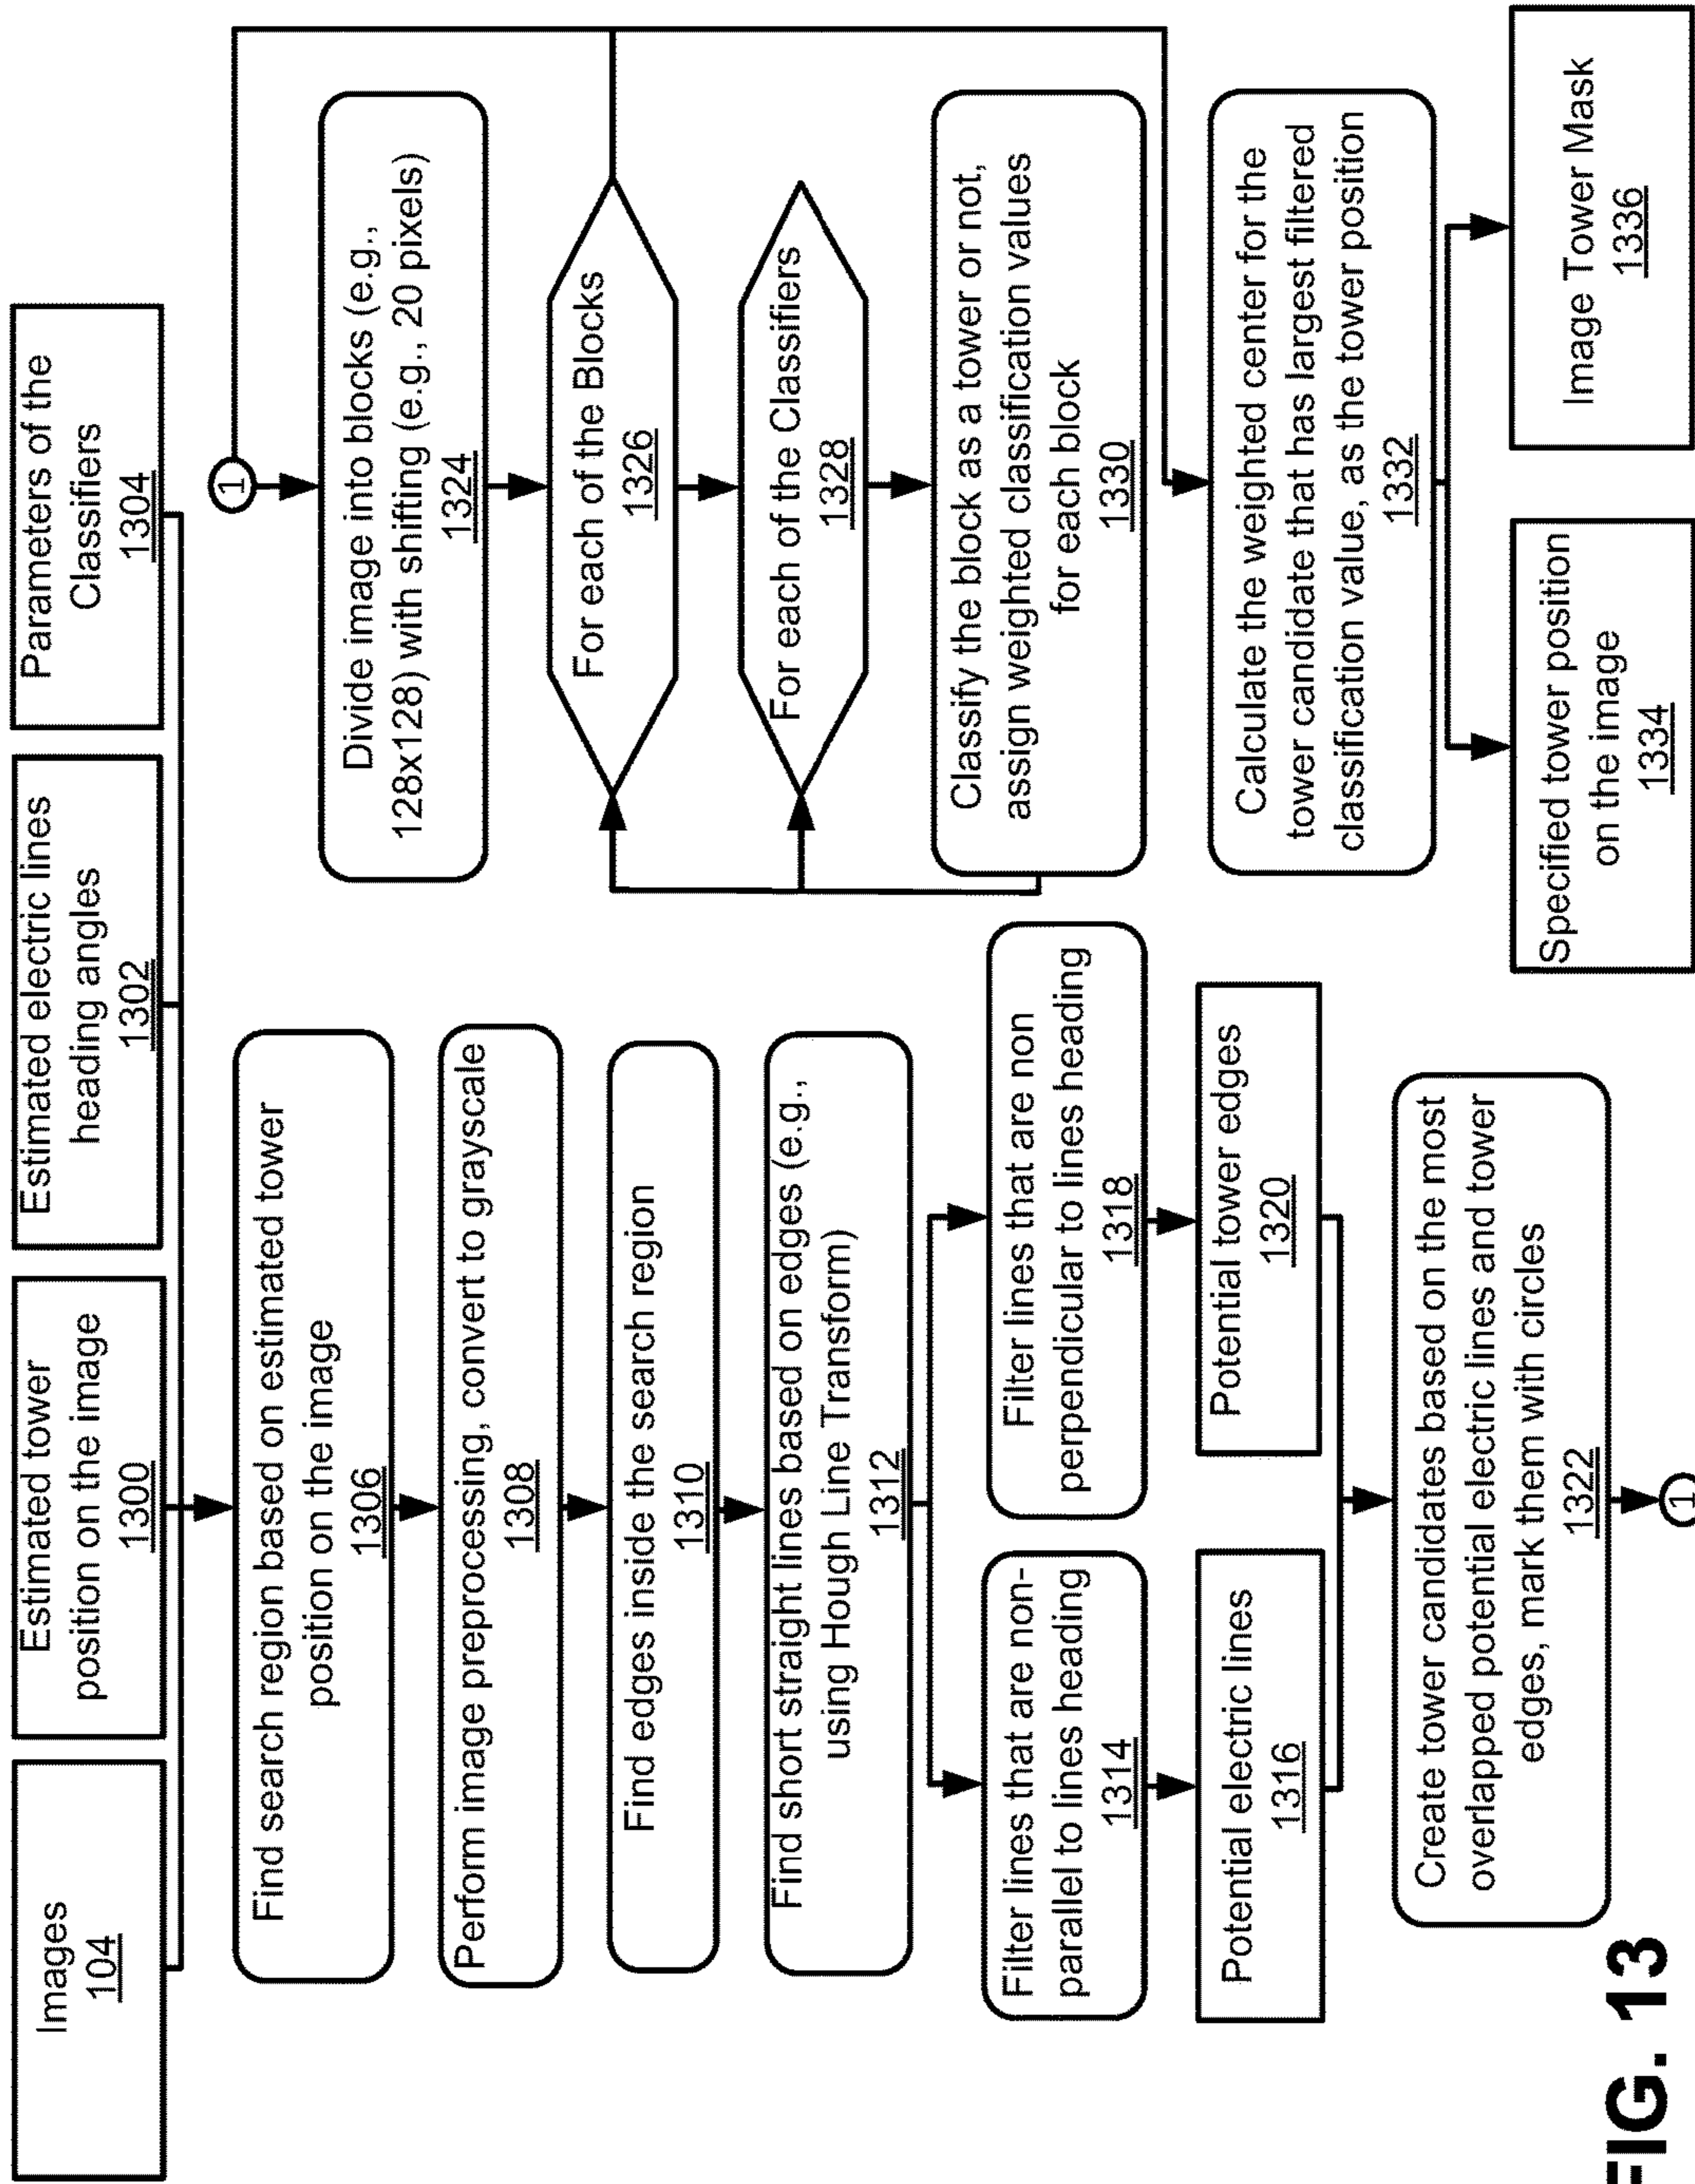 Images
104
Estimated tower
position on the image
1300
Estimated electric lines
heading angles
1302
Parameters of the
Classifiers
1304
Find search region based on estimated tower
position on the image
1306
Perform image preprocessing, convert to grayscale
1308
Find edges inside the search region
1310
Find short straight lines based on edges (e.g.,
using Hough Line Transform)
1312
Filter lines that are non-
parallel to lines heading
1314
Filter lines that are non
perpendicular to lines heading
1318
Potential electric lines
1316
Potential tower edges
1320
Create tower candidates based on the most
overlapped potential electric lines and tower
edges, mark them with circles
1322
1
1
Divide image into blocks (e.g.,
128x128) with shifting (e.g., 20 pixels)
1324
For each of the Blocks
1326
For each of the Classifiers
1328
Classify the block as a tower or not,
assign weighted classification values
for each block
1330
Calculate the weighted center for the
tower candidate that has largest filtered
classification value, as the tower position
1332
Specified tower position
on the image
1334
Image Tower Mask
1336
FIG. 13